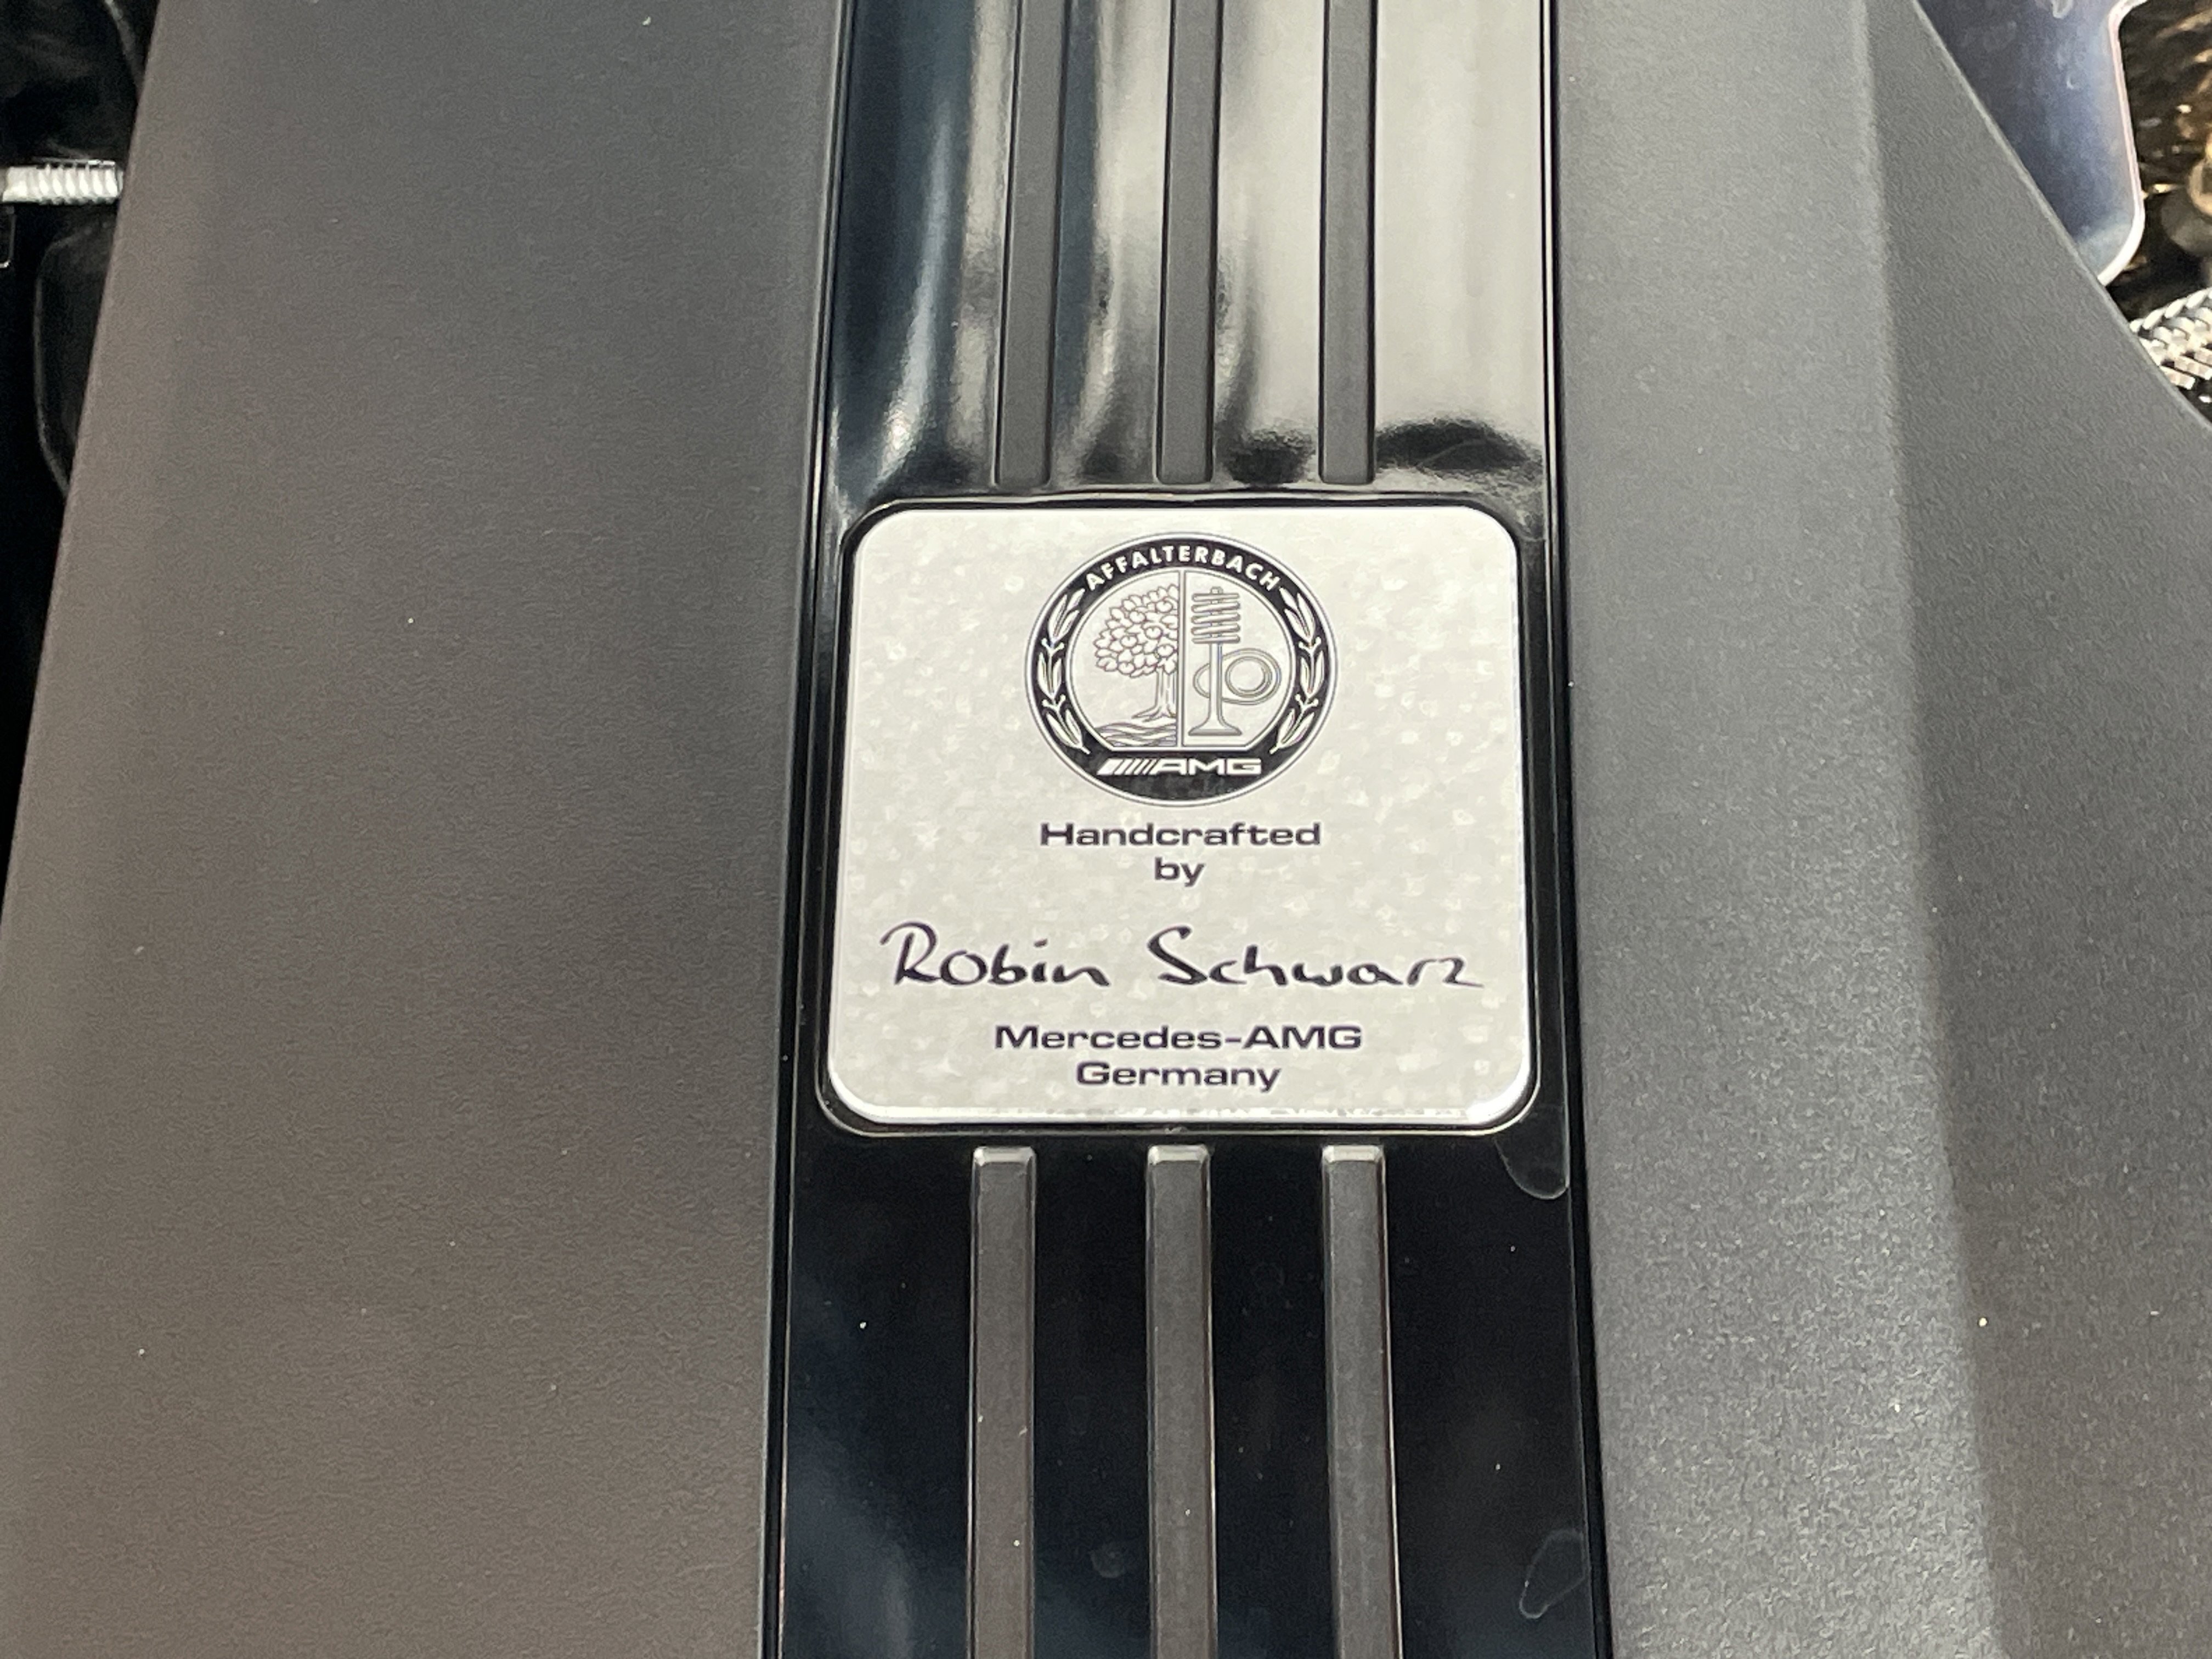 AFFALTERBACH
AMG
Handcrafted
by
Robin Schwarz
Mercedes-AMG
Germany